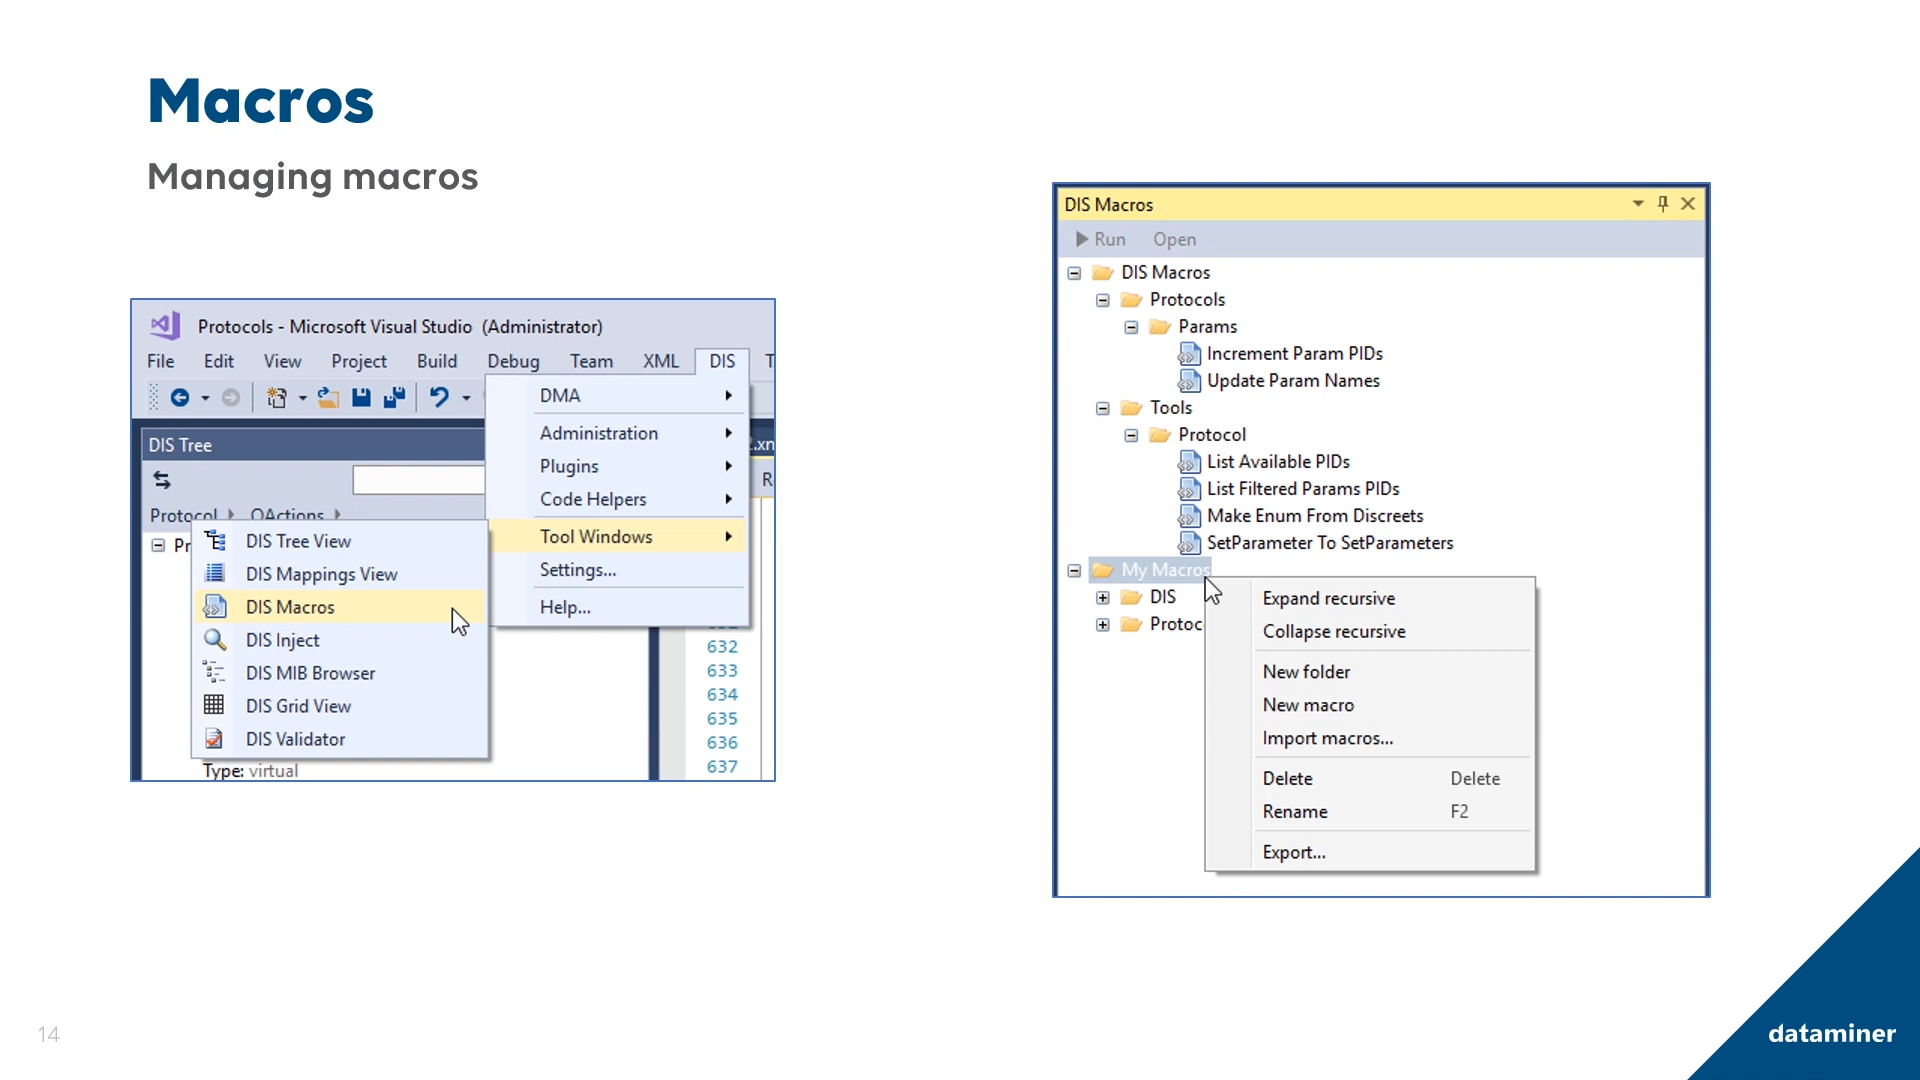 Macros
Managing macros
Protocols - Microsoft Visual Studio (Administrator)
File Edit View Project Build Debug Team XML DIS T
DMA
Administration
Plugins
Code Helpers
Tool Windows
Settings...
Help...
DIS Tree
Protocol QActions
Pr
DIS Tree View
DIS Mappings View
DIS Macros
DIS Inject
DIS MIB Browser
DIS Grid View
DIS Validator
Type: virtual
.xn
R
632
633
634
635
636
637
DIS Macros
Run Open
DIS Macros
Protocols
Params
Increment Param PIDs
Update Param Names
Tools
Protocol
List Available PIDs
List Filtered Params PIDs
Make Enum From Discreets
SetParameter To SetParameters
My Macros
DIS
Protoc
Expand recursive
Collapse recursive
New folder
New macro
Import macros...
Delete Delete
Rename F2
Export...
14
dataminer